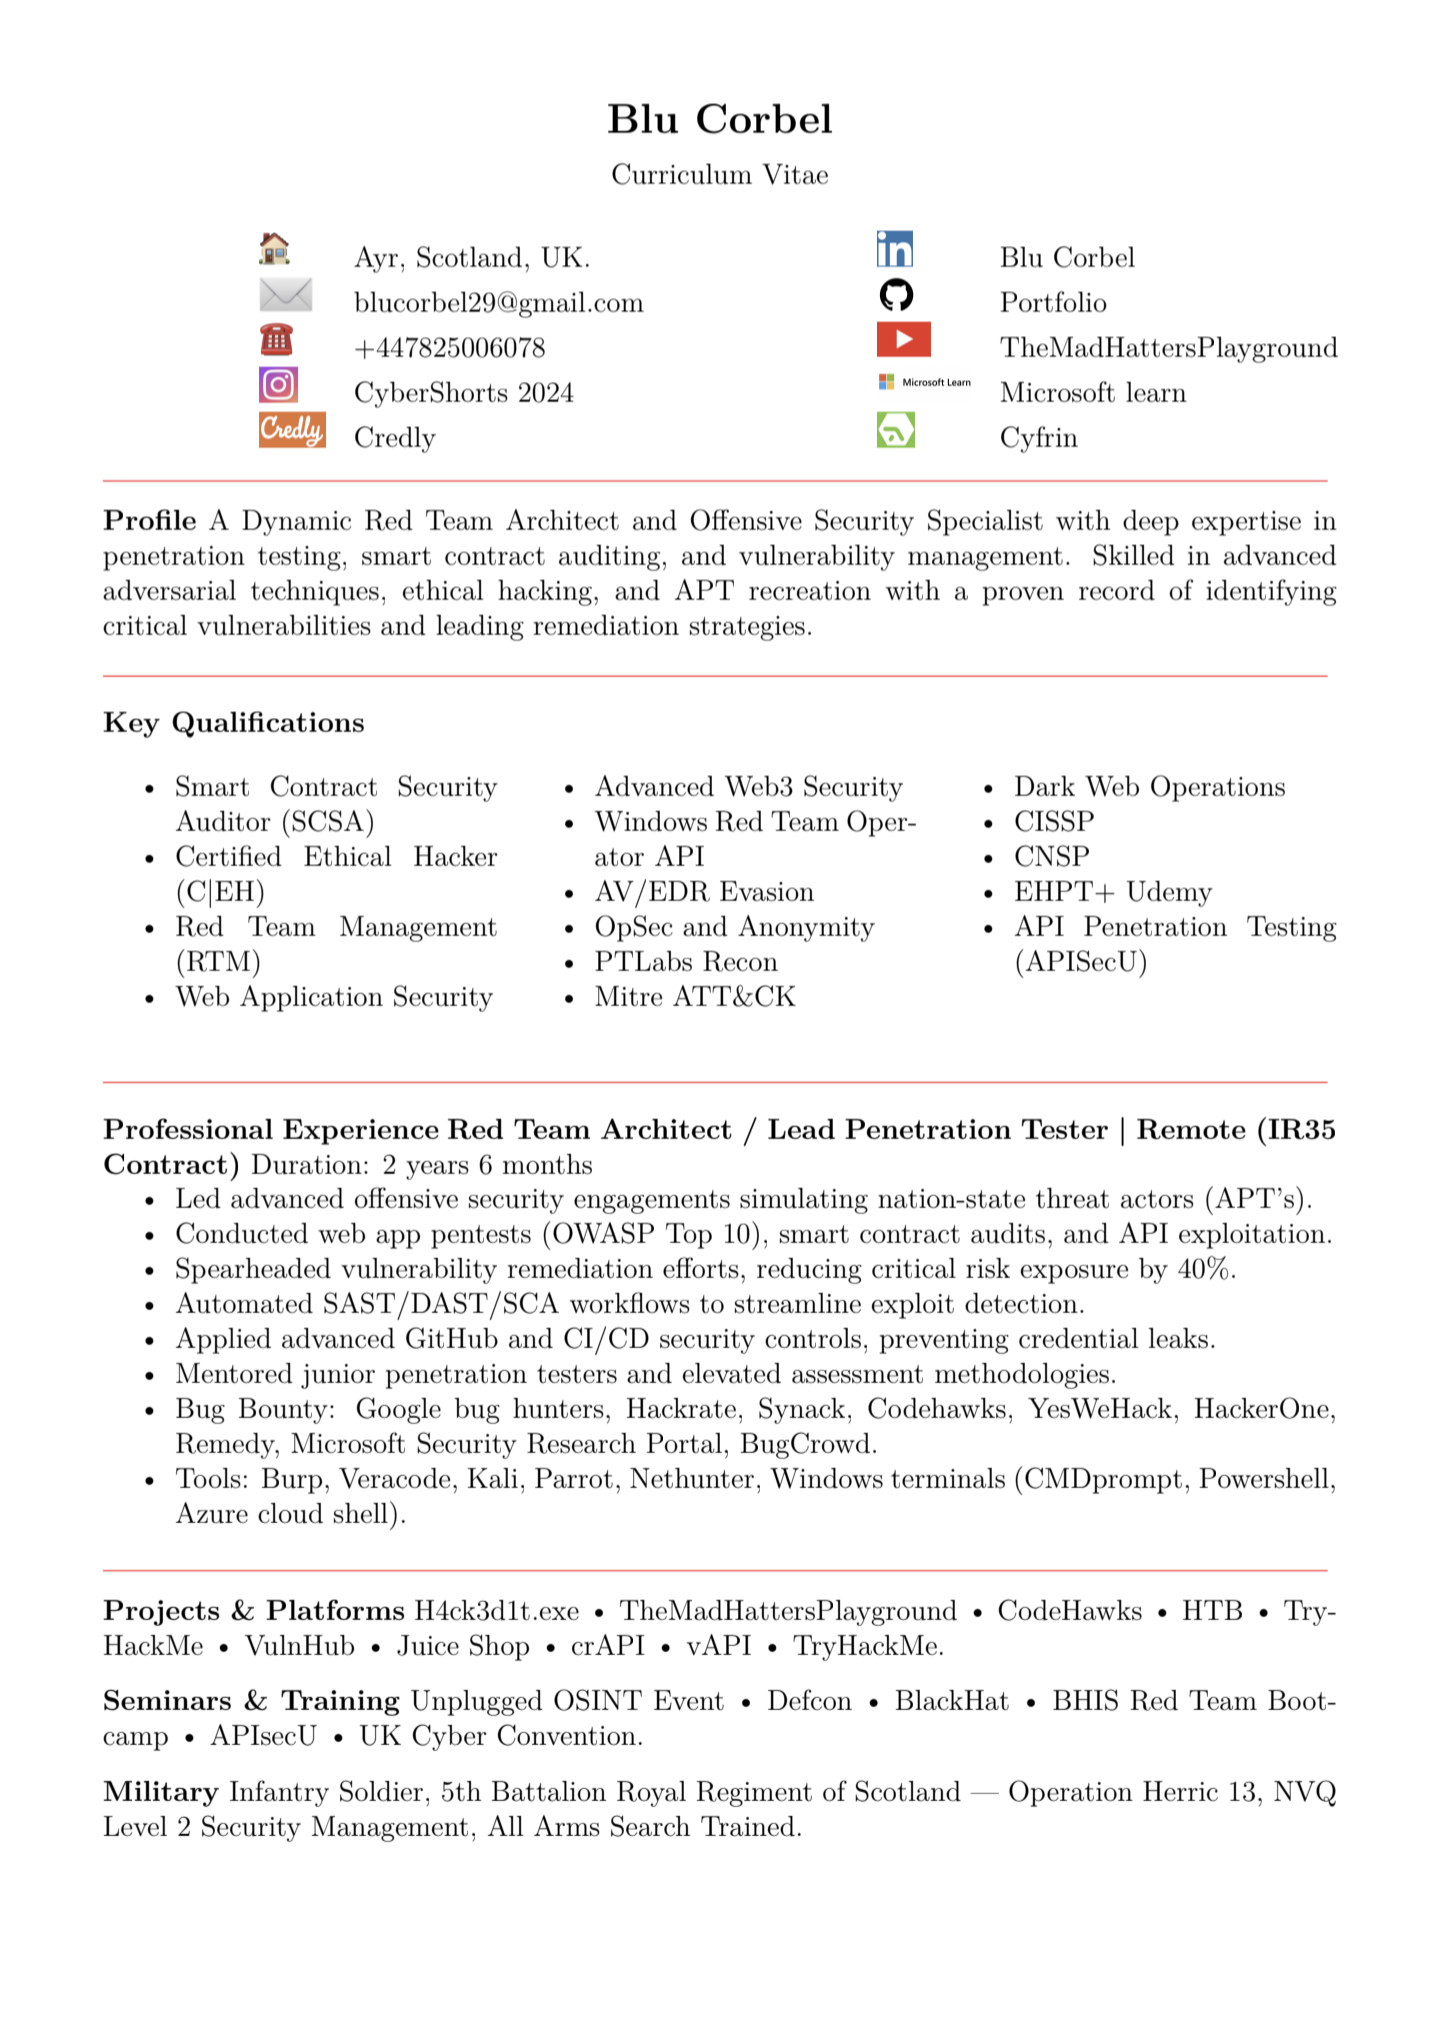 Blu Corbel
Curriculum Vitae
Ayr, Scotland, UK.
blucorbel29@gmail.com
+447825006078
CyberShorts 2024
Credly Credly
in Blu Corbel
Portfolio
TheMadHattersPlayground
Microsoft Learn Microsoft learn
Cyfrin
Profile A Dynamic Red Team Architect and Offensive Security Specialist with deep expertise in
penetration testing, smart contract auditing, and vulnerability management. Skilled in advanced
adversarial techniques, ethical hacking, and APT recreation with a proven record of identifying
critical vulnerabilities and leading remediation strategies.
Key Qualifications
• Smart Contract Security
Auditor (SCSA)
• Certified Ethical Hacker
(C|EH)
• Red Team Management
(RTM)
• Web Application Security
• Advanced Web3 Security
• Windows Red Team Oper-
ator API
• AV/EDR Evasion
• OpSec and Anonymity
• PTLabs Recon
• Mitre ATT&CK
• Dark Web Operations
• CISSP
• CNSP
• EHPT+ Udemy
• API Penetration Testing
(APISecU)
Professional Experience Red Team Architect / Lead Penetration Tester | Remote (IR35
Contract) Duration: 2 years 6 months
• Led advanced offensive security engagements simulating nation-state threat actors (APT's).
• Conducted web app pentests (OWASP Top 10), smart contract audits, and API exploitation.
• Spearheaded vulnerability remediation efforts, reducing critical risk exposure by 40%.
• Automated SAST/DAST/SCA workflows to streamline exploit detection.
• Applied advanced GitHub and CI/CD security controls, preventing credential leaks.
• Mentored junior penetration testers and elevated assessment methodologies.
• Bug Bounty: Google bug hunters, Hackrate, Synack, Codehawks, YesWeHack, HackerOne,
Remedy, Microsoft Security Research Portal, BugCrowd.
• Tools: Burp, Veracode, Kali, Parrot, Nethunter, Windows terminals (CMDprompt, Powershell,
Azure cloud shell).
Projects & Platforms H4ck3d1t.exe • TheMadHattersPlayground • CodeHawks • HTB • Try-
HackMe • VulnHub • Juice Shop • crAPI • vAPI • TryHackMe.
Seminars & Training Unplugged OSINT Event • Defcon • BlackHat • BHIS Red Team Boot-
camp • APIsecU • UK Cyber Convention.
Military Infantry Soldier, 5th Battalion Royal Regiment of Scotland — Operation Herric 13, NVQ
Level 2 Security Management, All Arms Search Trained.